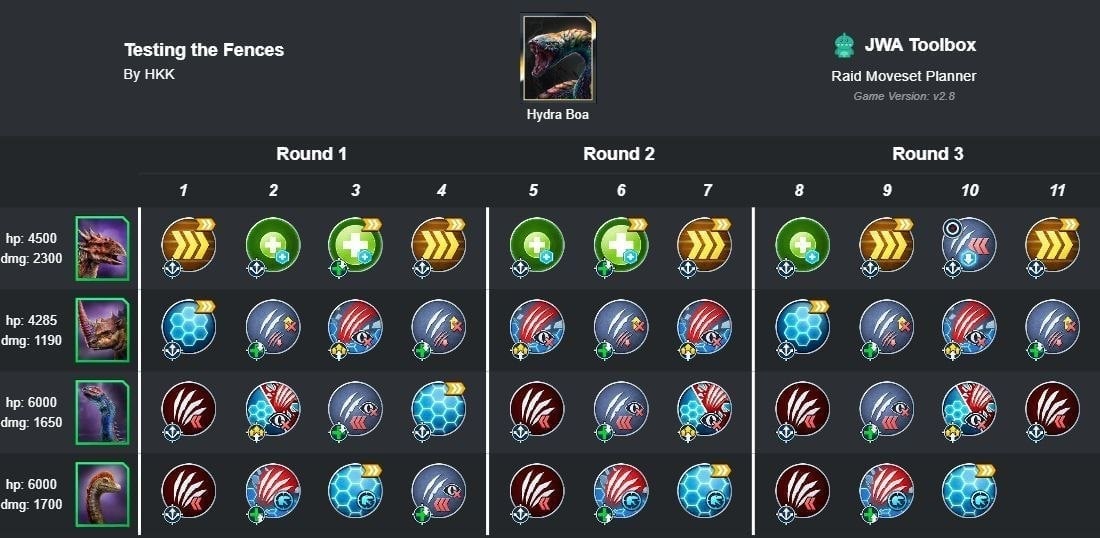 Testing the Fences
By HKK
Hydra Boa
JWA Toolbox
Raid Moveset Planner
Game Version: v2.8
Round 1 Round 2 Round 3
1 2 3 4 5 6 7 8 9 10 11
hp: 4500
dmg: 2300
hp: 4285
dmg: 1190
hp: 6000
dmg: 1650
hp: 6000
dmg: 1700